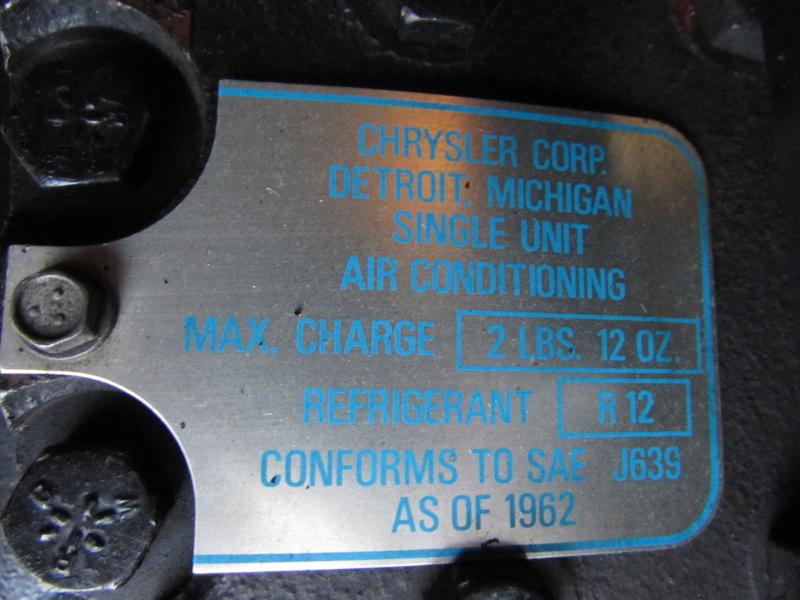 CHRYSLER CORP.
DETROIT, MICHIGAN
SINGLE UNIT
AIR CONDITIONING
MAX. CHARGE 2 LBS. 12 OZ.
REFRIGERANT R 12
CONFORMS TO SAE J639
AS OF 1962